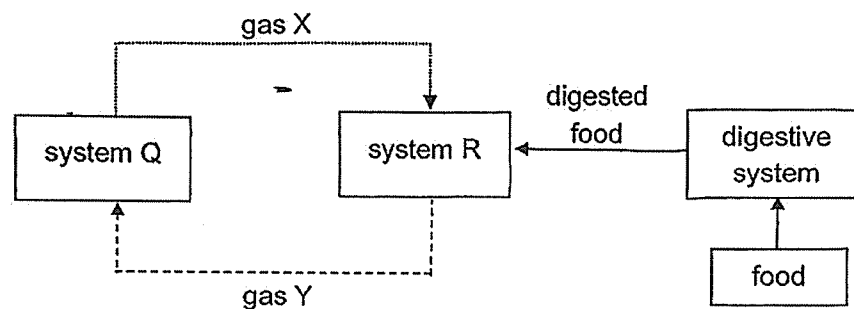 gas X
system Q
system R
digested
food
digestive
system
food
gas Y